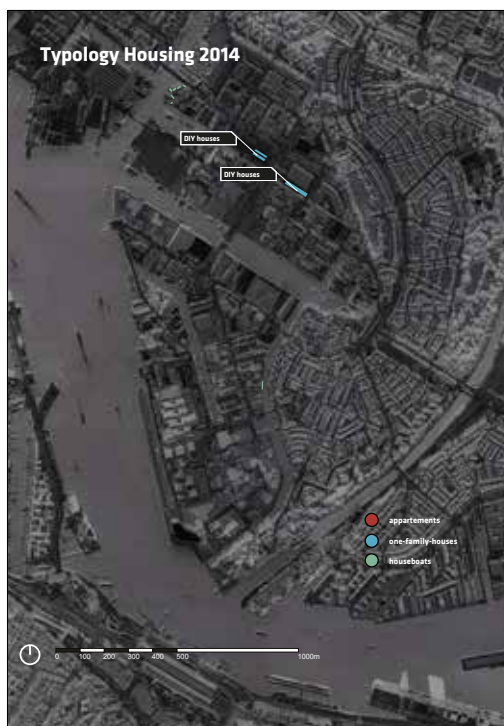 Typology Housing 2014
DIY houses
DIY houses
appartements
one-family-houses
houseboats
0 100 200 300 400 500 1000m